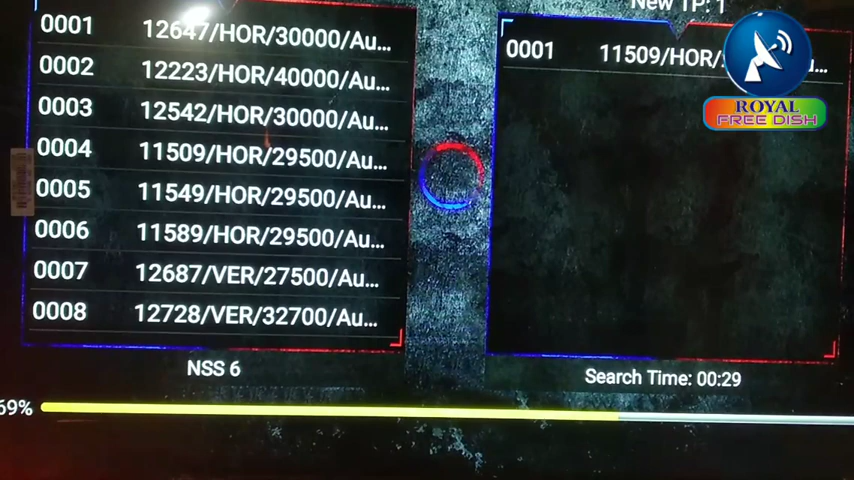 0001 12647/HOR/30000/Au...
0002 12223/HOR/40000/Au...
0003 12542/HOR/30000/Au...
0004 11509/HOR/29500/Au...
0005 11549/HOR/29500/Au...
0006 11589/HOR/29500/Au...
0007 12687/VER/27500/Au...
0008 12728/VER/32700/Au...
NSS 6
New TP: 1
0001 11509/HOR/
ROYAL
FREE DISH
Search Time: 00:29
69%